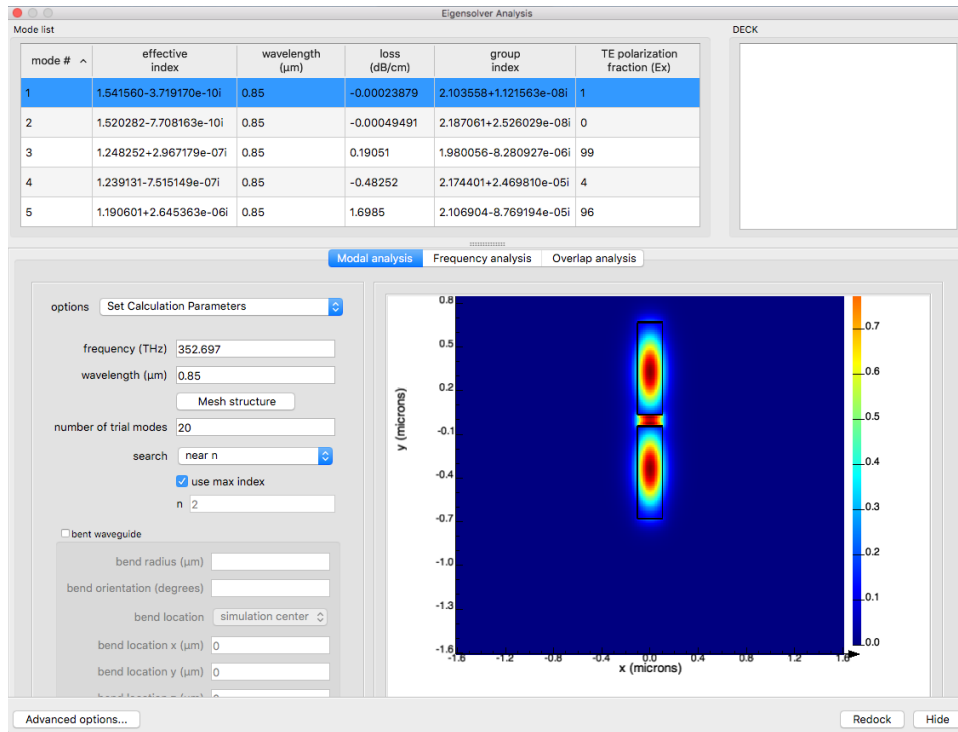 Eigensolver Analysis
Mode list
DECK
mode # effective index wavelength (µm) loss (dB/cm) group index TE polarization fraction (Ex)
1 1.541560-3.719170e-10i 0.85 -0.00023879 2.103558+1.121563e-08i 1
2 1.520282-7.708163e-10i 0.85 -0.00049491 2.187061+2.526029e-08i 0
3 1.248252+2.967179e-07i 0.85 0.19051 1.980056-8.280927e-06i 99
4 1.239131-7.515149e-07i 0.85 -0.48252 2.174401+2.469810e-05i 4
5 1.190601+2.645363e-06i 0.85 1.6985 2.106904-8.769194e-05i 96
Modal analysis Frequency analysis Overlap analysis
options Set Calculation Parameters
frequency (THz) 352.697
wavelength (µm) 0.85
Mesh structure
number of trial modes 20
search near n
use max index
n 2
bent waveguide
bend radius (µm)
bend orientation (degrees)
bend location simulation center
bend location x (µm) 0
bend location y (µm) 0
0.8
0.5
0.2
-0.1
-0.4
-0.7
-1.0
-1.3
-1.6
y (microns)
-1.6 -1.2 -0.8 -0.4 0.0 0.4 0.8 1.2 1.6
x (microns)
0.7
0.6
0.5
0.4
0.3
0.2
0.1
0.0
Advanced options... Redock Hide